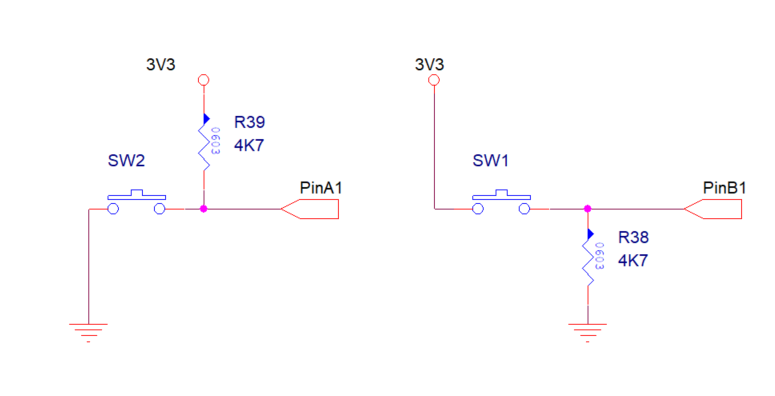 3V3
R39
4K7
0603
SW2
PinA1
3V3
SW1
PinB1
R38
4K7
0603